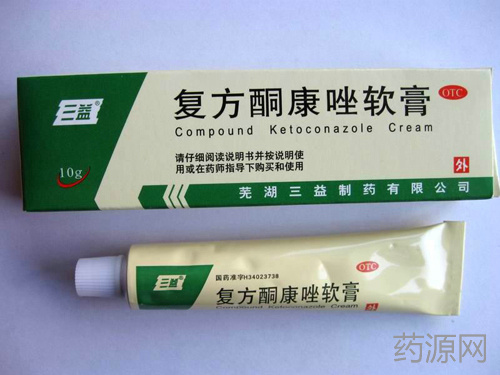 三益®
复方酮康唑软膏
OTC
Compound Ketoconazole Cream
10g
请仔细阅读说明书并按说明使
用或在药师指导下购买和使用
外
芜湖三益制药有限公司
三益®
国药准字H34023738
OTC
复方酮康唑软膏
Compound Ketoconazole Cream
外
药源网